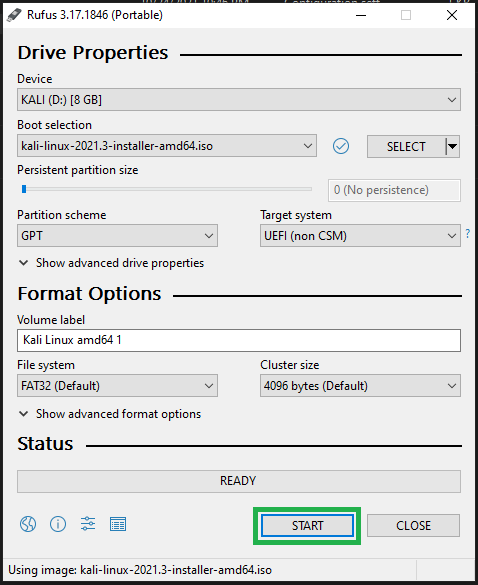 Rufus 3.17.1846 (Portable)
Drive Properties
Device
KALI (D:) [8 GB]
Boot selection
kali-linux-2021.3-installer-amd64.iso
SELECT
Persistent partition size
0 (No persistence)
Partition scheme
Target system
GPT
UEFI (non CSM)
?
Show advanced drive properties
Format Options
Volume label
Kali Linux amd64 1
File system
Cluster size
FAT32 (Default)
4096 bytes (Default)
Show advanced format options
Status
READY
START
CLOSE
Using image: kali-linux-2021.3-installer-amd64.iso